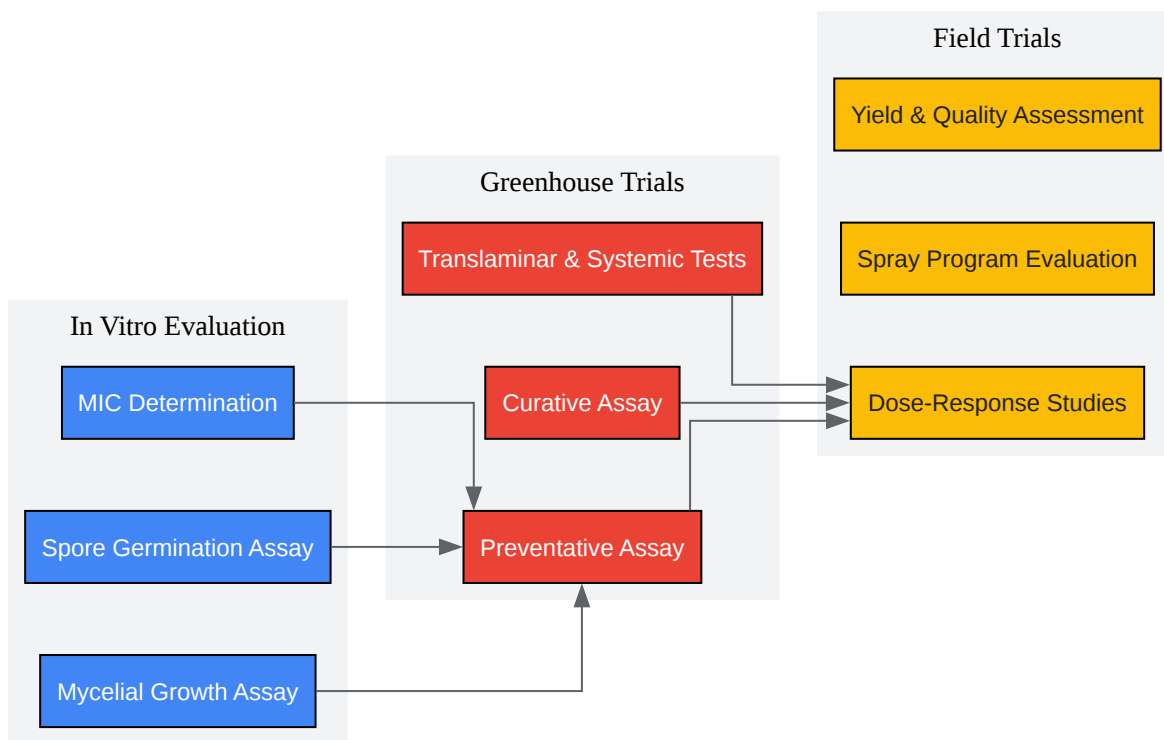 In Vitro Evaluation
MIC Determination
Spore Germination Assay
Mycelial Growth Assay
Greenhouse Trials
Translaminar & Systemic Tests
Curative Assay
Preventative Assay
Field Trials
Yield & Quality Assessment
Spray Program Evaluation
Dose-Response Studies